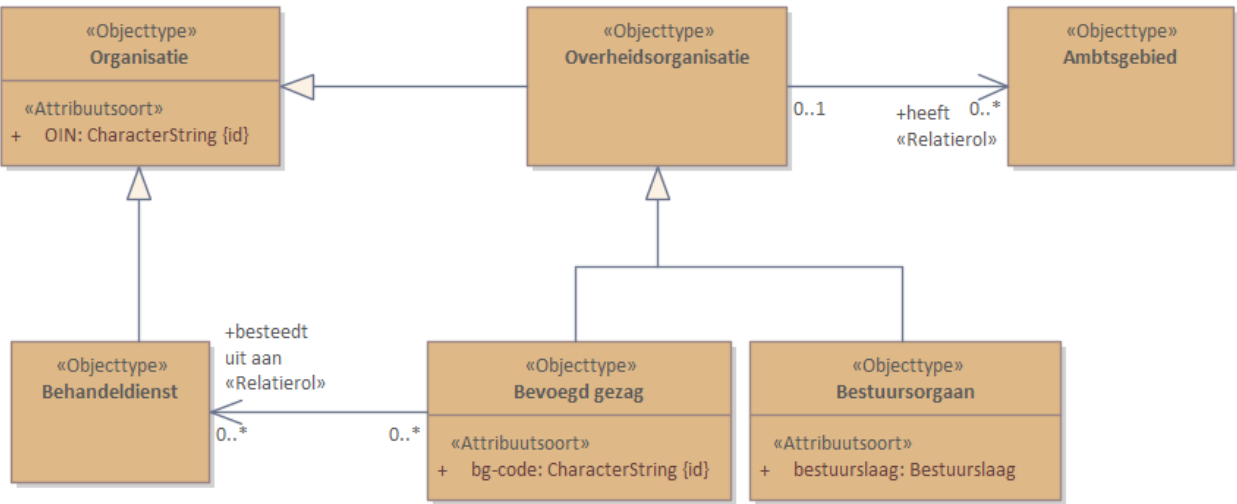 «Objecttype»
Organisatie
«Attribuutsoort»
+ OIN: CharacterString {id}
«Objecttype»
Overheidsorganisatie
0..1
+heeft
«Relatierol»
0..*
«Objecttype»
Ambtsgebied
«Objecttype»
Behandeldienst
+besteedt
uit aan
«Relatierol»
0..*
0..*
«Objecttype»
Bevoegd gezag
«Attribuutsoort»
+ bg-code: CharacterString {id}
«Objecttype»
Bestuursorgaan
«Attribuutsoort»
+ bestuurslaag: Bestuurslaag